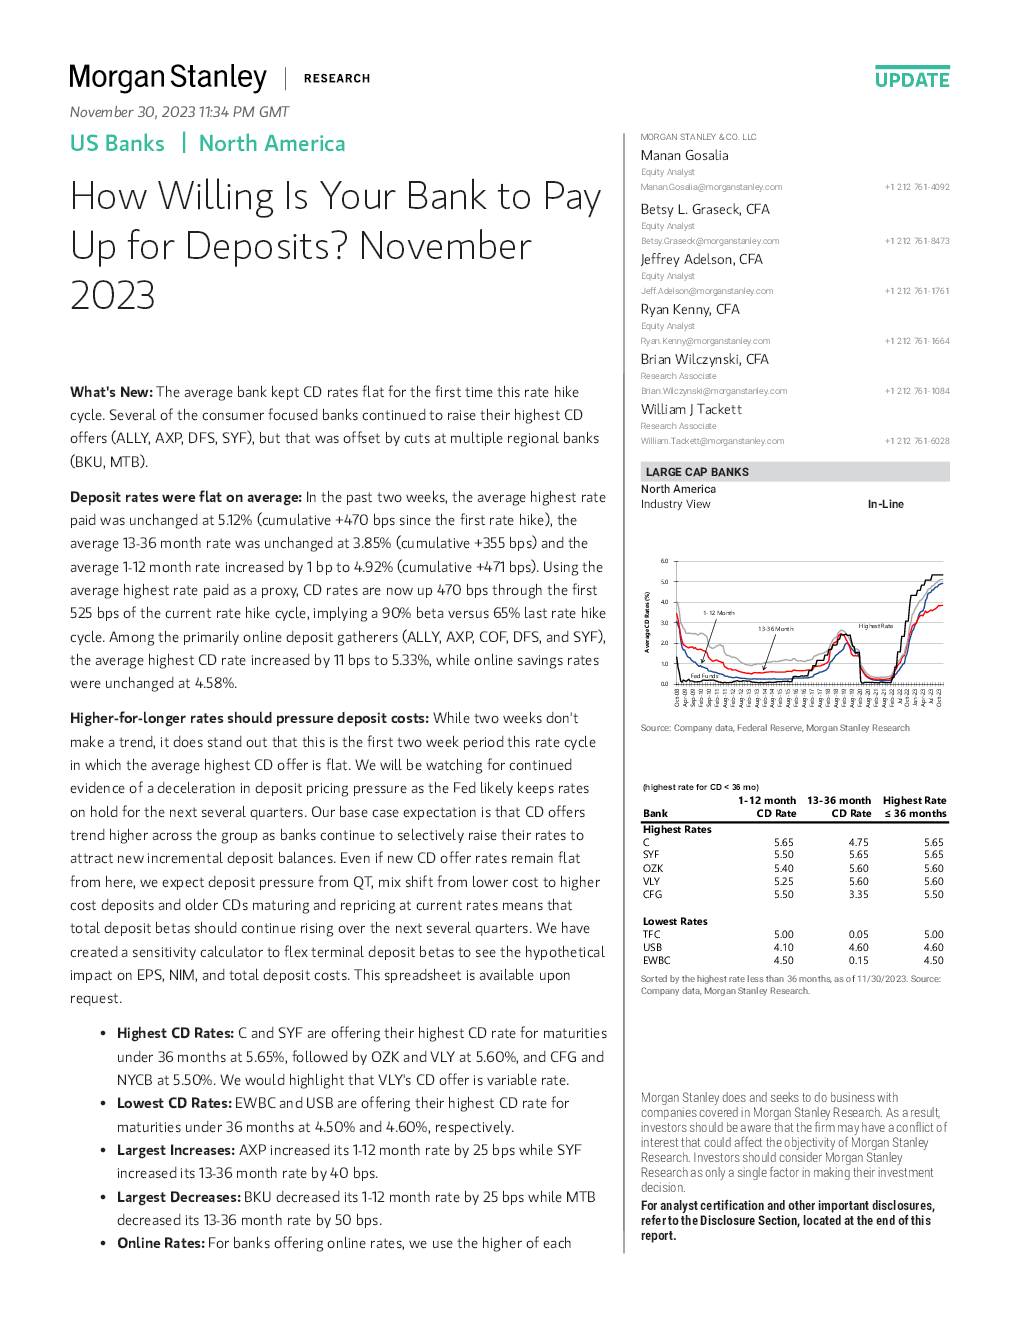 Morgan Stanley | RESEARCH
UPDATE
November 30, 2023 11:34 PM GMT
US Banks | North America
How Willing Is Your Bank to Pay
Up for Deposits? November
2023
What's New: The average bank kept CD rates flat for the first time this rate hike
cycle. Several of the consumer focused banks continued to raise their highest CD
offers (ALLY, AXP, DFS, SYF), but that was offset by cuts at multiple regional banks
(BKU, MTB).
Deposit rates were flat on average: In the past two weeks, the average highest rate
paid was unchanged at 5.12% (cumulative +470 bps since the first rate hike), the
average 13-36 month rate was unchanged at 3.85% (cumulative +355 bps) and the
average 1-12 month rate increased by 1 bp to 4.92% (cumulative +471 bps). Using the
average highest rate paid as a proxy, CD rates are now up 470 bps through the first
525 bps of the current rate hike cycle, implying a 90% beta versus 65% last rate hike
cycle. Among the primarily online deposit gatherers (ALLY, AXP, COF, DFS, and SYF),
the average highest CD rate increased by 11 bps to 5.33%, while online savings rates
were unchanged at 4.58%.
Higher-for-longer rates should pressure deposit costs: While two weeks don't
make a trend, it does stand out that this is the first two week period this rate cycle
in which the average highest CD offer is flat. We will be watching for continued
evidence of a deceleration in deposit pricing pressure as the Fed likely keeps rates
on hold for the next several quarters. Our base case expectation is that CD offers
trend higher across the group as banks continue to selectively raise their rates to
attract new incremental deposit balances. Even if new CD offer rates remain flat
from here, we expect deposit pressure from QT, mix shift from lower cost to higher
cost deposits and older CDs maturing and repricing at current rates means that
total deposit betas should continue rising over the next several quarters. We have
created a sensitivity calculator to flex terminal deposit betas to see the hypothetical
impact on EPS, NIM, and total deposit costs. This spreadsheet is available upon
request.
• Highest CD Rates: C and SYF are offering their highest CD rate for maturities
under 36 months at 5.65%, followed by OZK and VLY at 5.60%, and CFG and
NYCB at 5.50%. We would highlight that VLY's CD offer is variable rate.
• Lowest CD Rates: EWBC and USB are offering their highest CD rate for
maturities under 36 months at 4.50% and 4.60%, respectively.
• Largest Increases: AXP increased its 1-12 month rate by 25 bps while SYF
increased its 13-36 month rate by 40 bps.
• Largest Decreases: BKU decreased its 1-12 month rate by 25 bps while MTB
decreased its 13-36 month rate by 50 bps.
• Online Rates: For banks offering online rates, we use the higher of each
MORGAN STANLEY & CO. LLC
Manan Gosalia
Equity Analyst
Manan.Gosalia@morganstanley.com +1 212 761-4092
Betsy L. Graseck, CFA
Equity Analyst
Betsy.Graseck@morganstanley.com +1 212 761-8473
Jeffrey Adelson, CFA
Equity Analyst
Jeff.Adelson@morganstanley.com +1 212 761-1761
Ryan Kenny, CFA
Equity Analyst
Ryan.Kenny@morganstanley.com +1 212 761-1664
Brian Wilczynski, CFA
Research Associate
Brian.Wilczynski@morganstanley.com +1 212 761-1084
William J Tackett
Research Associate
William.Tackett@morganstanley.com +1 212 761-6028
LARGE CAP BANKS
North America
Industry View In-Line
Average CD Rates (%)
6.0
5.0
4.0
3.0
2.0
1.0
0.0
1-12 Month
13-36 Month
Highest Rate
Fed Funds
Source: Company data, Federal Reserve, Morgan Stanley Research
(highest rate for CD < 36 mo)
1-12 month 13-36 month Highest Rate
Bank CD Rate CD Rate ≤ 36 months
Highest Rates
C 5.65 4.75 5.65
SYF 5.50 5.65 5.65
OZK 5.40 5.60 5.60
VLY 5.25 5.60 5.60
CFG 5.50 3.35 5.50
Lowest Rates
TFC 5.00 0.05 5.00
USB 4.10 4.60 4.60
EWBC 4.50 0.15 4.50
Sorted by the highest rate less than 36 months, as of 11/30/2023. Source:
Company data, Morgan Stanley Research.
Morgan Stanley does and seeks to do business with
companies covered in Morgan Stanley Research. As a result,
investors should be aware that the firm may have a conflict of
interest that could affect the objectivity of Morgan Stanley
Research. Investors should consider Morgan Stanley
Research as only a single factor in making their investment
decision.
For analyst certification and other important disclosures,
refer to the Disclosure Section, located at the end of this
report.